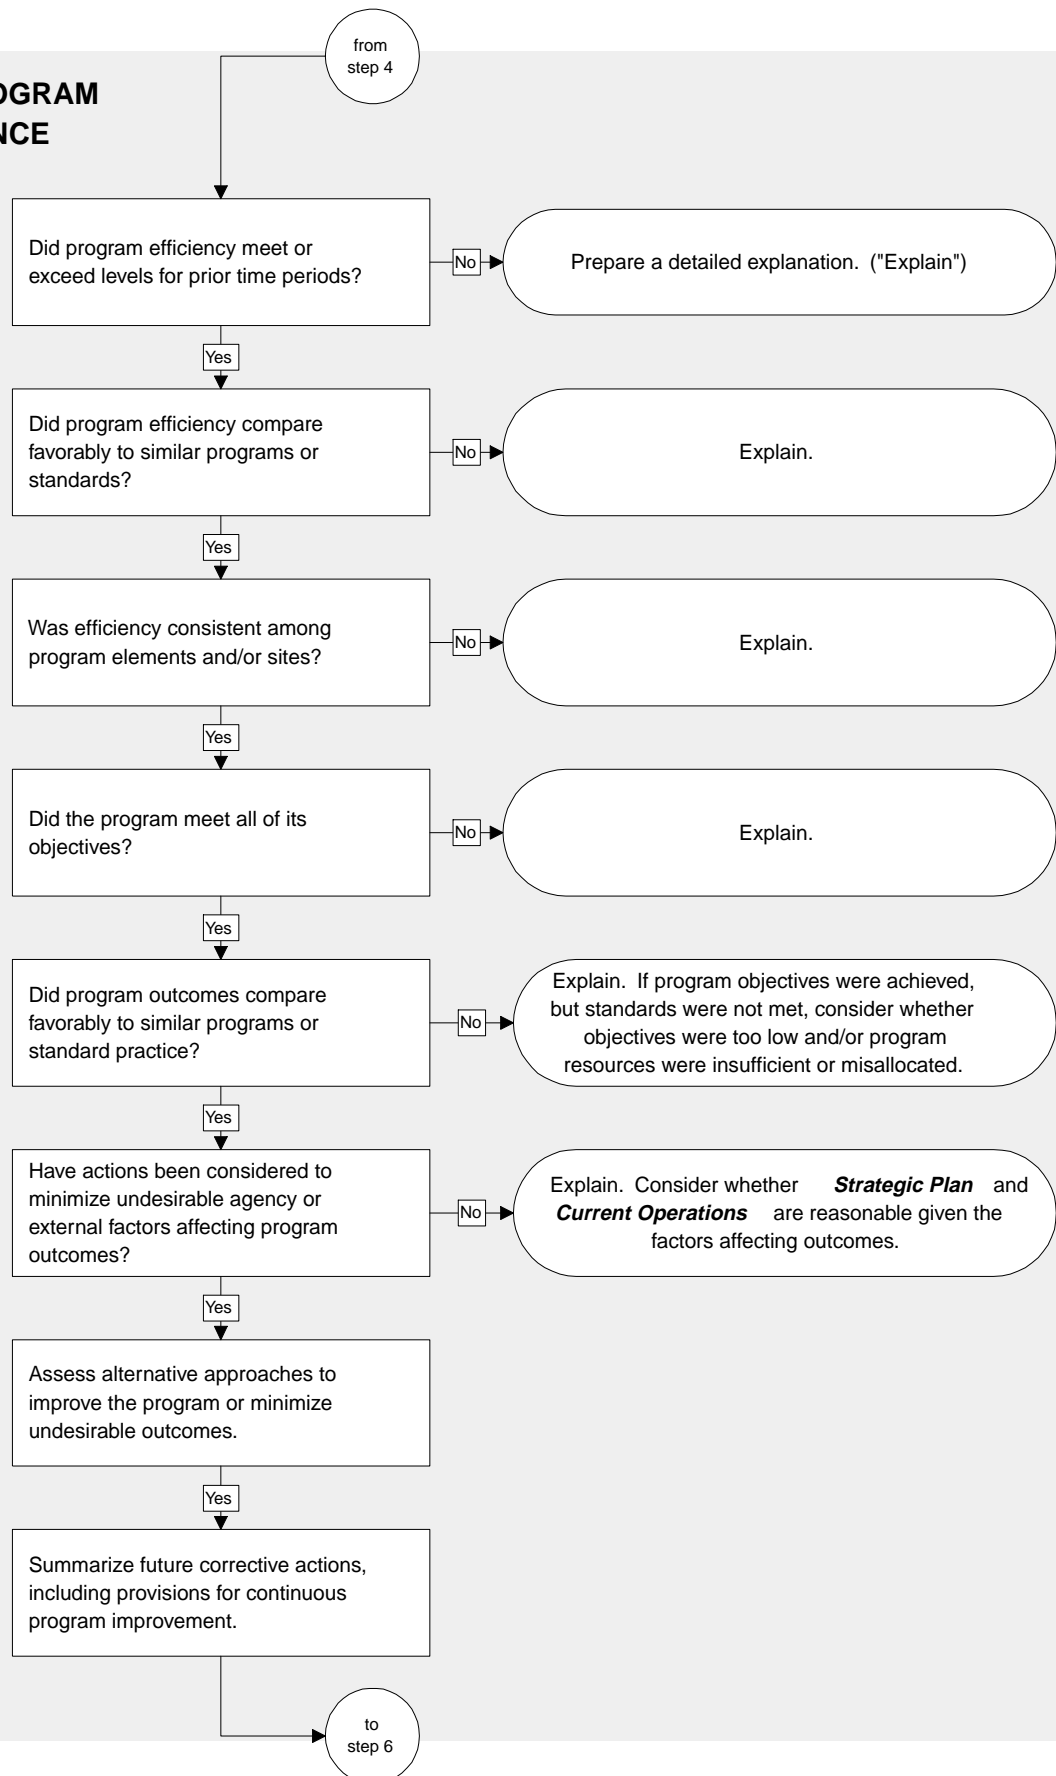 from
step 4
OGRAM
NCE
Did program efficiency meet or
exceed levels for prior time periods?
No
Prepare a detailed explanation. ("Explain")
Yes
Did program efficiency compare
favorably to similar programs or
standards?
No
Explain.
Yes
Was efficiency consistent among
program elements and/or sites?
No
Explain.
Yes
Did the program meet all of its
objectives?
No
Explain.
Yes
Did program outcomes compare
favorably to similar programs or
standard practice?
No
Explain. If program objectives were achieved,
but standards were not met, consider whether
objectives were too low and/or program
resources were insufficient or misallocated.
Yes
Have actions been considered to
minimize undesirable agency or
external factors affecting program
outcomes?
No
Explain. Consider whether Strategic Plan and
Current Operations are reasonable given the
factors affecting outcomes.
Yes
Assess alternative approaches to
improve the program or minimize
undesirable outcomes.
Yes
Summarize future corrective actions,
including provisions for continuous
program improvement.
to
step 6